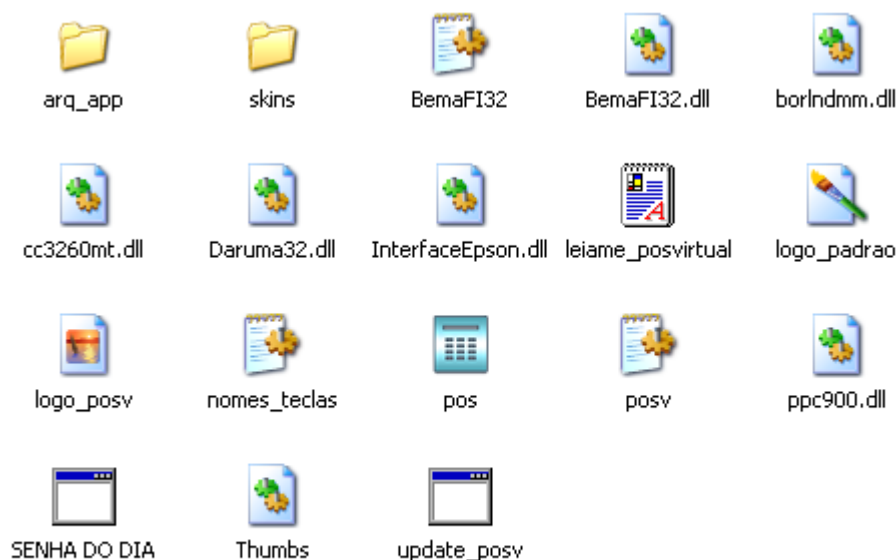 arq_app
skins
BemaFI32
BemaFI32.dll
borlndmm.dll
cc3260mt.dll
Daruma32.dll
InterfaceEpson.dll
leiame_posvirtual
logo_padrao
logo_posv
nomes_teclas
pos
posv
ppc900.dll
SENHA DO DIA
Thumbs
update_posv